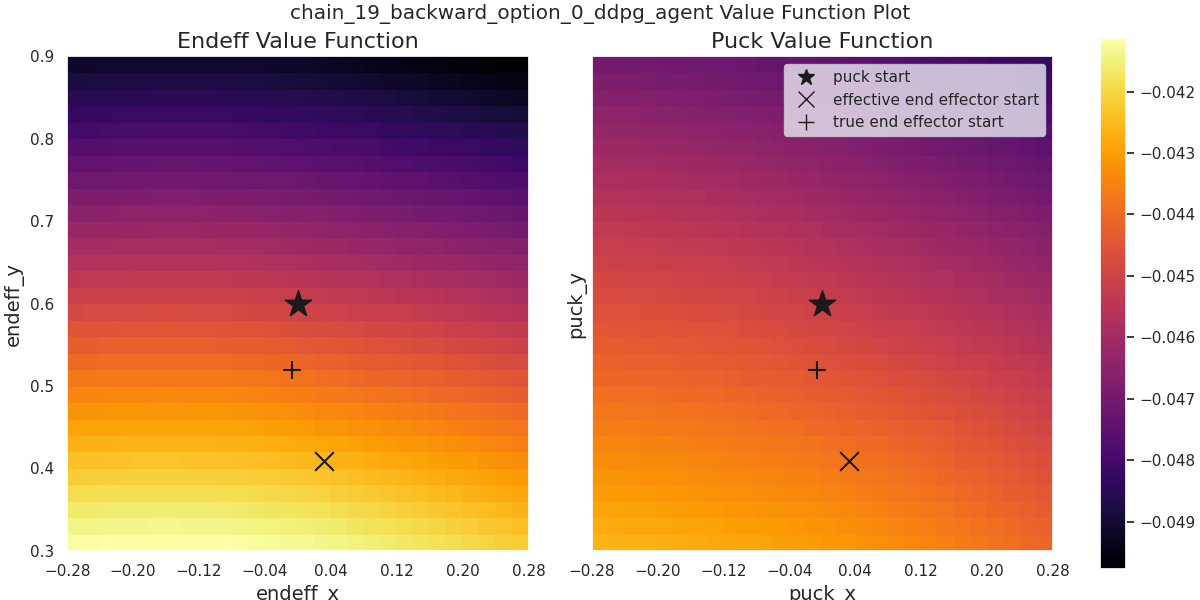 chain_19_backward_option_0_ddpg_agent Value Function Plot
Endeff Value Function
Puck Value Function
puck start
effective end effector start
true end effector start
0.9
0.8
0.7
0.6
0.5
0.4
0.3
endeff_y
puck_y
−0.28 −0.20 −0.12 −0.04 0.04 0.12 0.20 0.28
−0.28 −0.20 −0.12 −0.04 0.04 0.12 0.20 0.28
endeff_x
puck_x
−0.042
−0.043
−0.044
−0.045
−0.046
−0.047
−0.048
−0.049